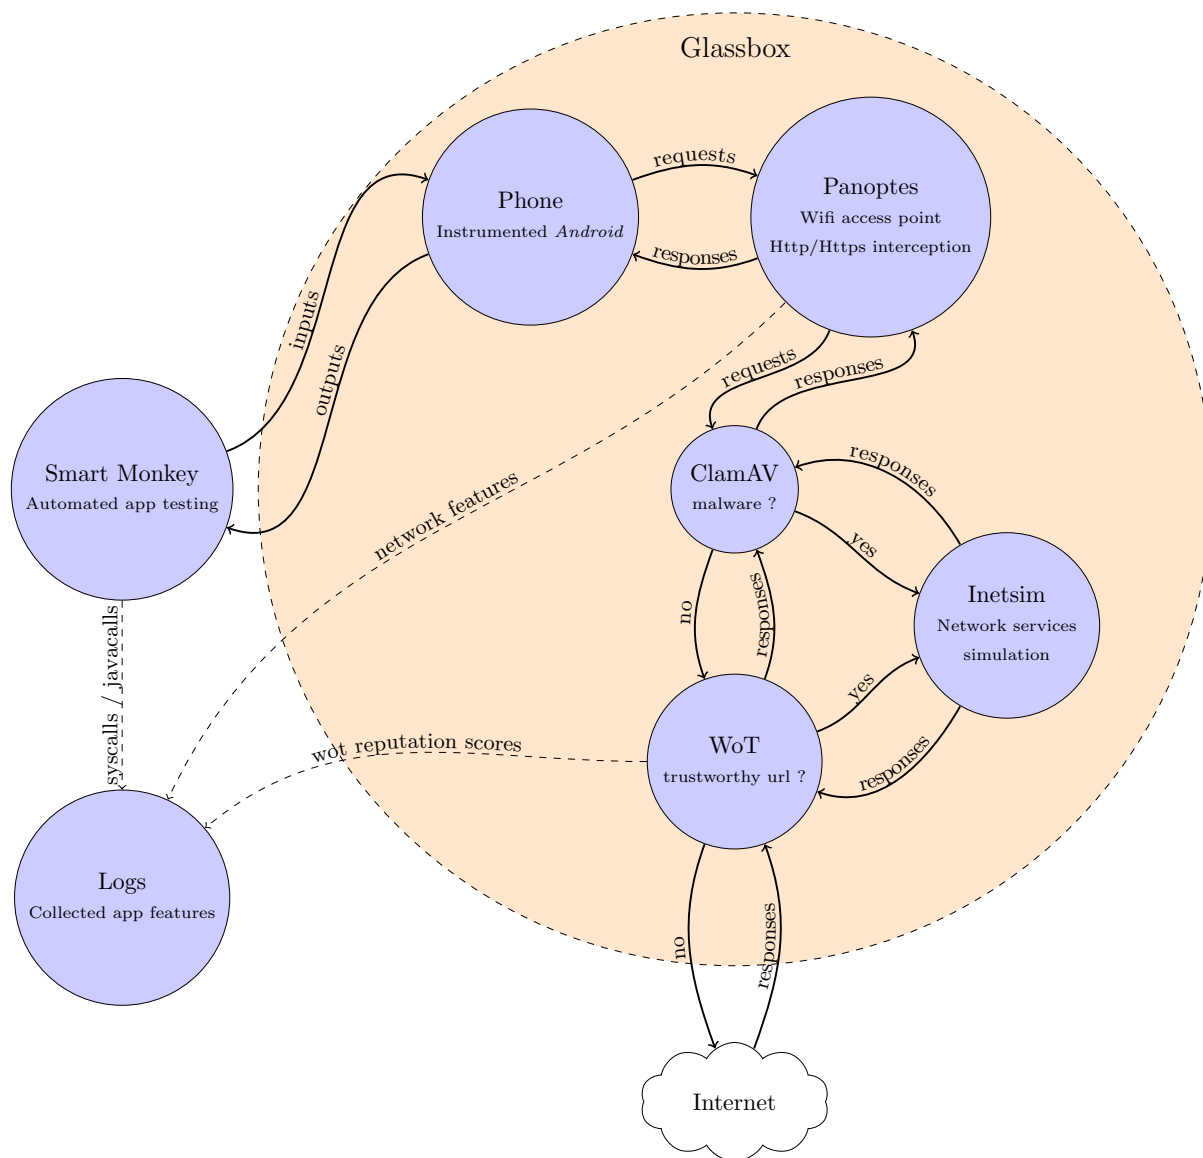 Glassbox
Phone
Instrumented Android
requests
responses
Panoptes
Wifi access point
Http/Https interception
inputs
outputs
requests
responses
Smart Monkey
Automated app testing
network features
ClamAV
malware ?
responses
yes
no
responses
Inetsim
Network services
simulation
syscalls / javacalls
wot reputation scores
WoT
trustworthy url ?
yes
responses
Logs
Collected app features
no
responses
Internet